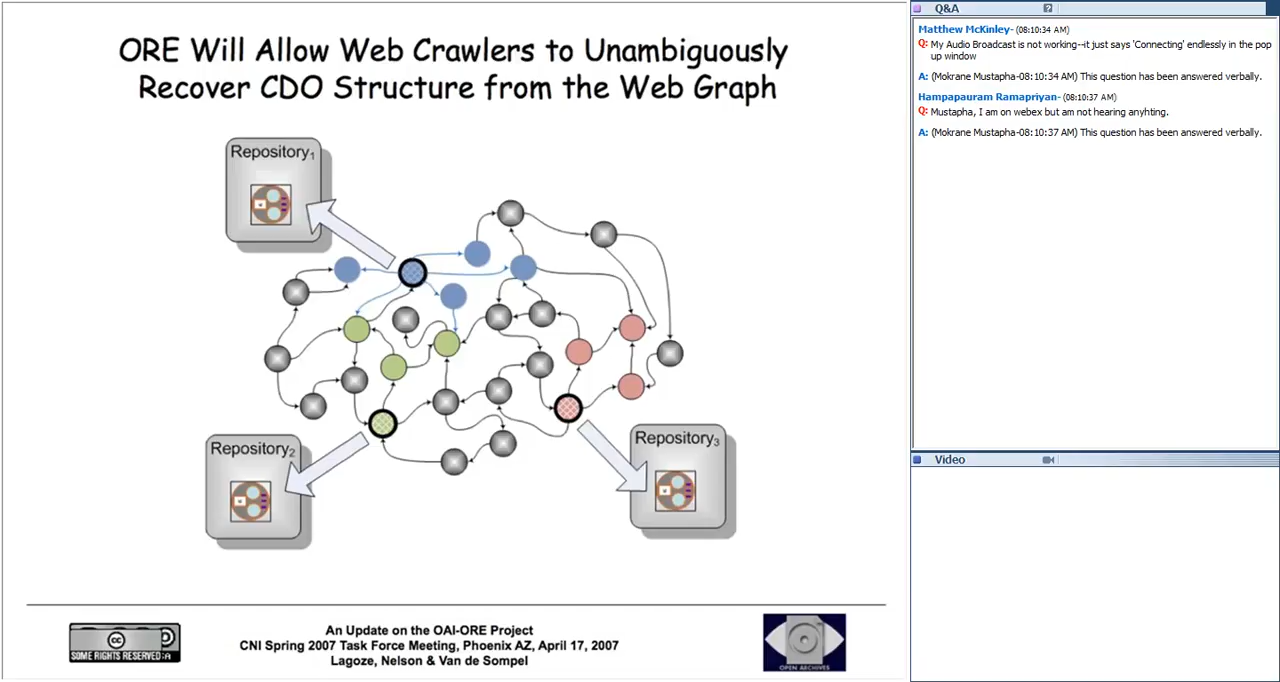 ORE Will Allow Web Crawlers to Unambiguously
Recover CDO Structure from the Web Graph
Repository1
Repository2
Repository3
SOME RIGHTS RESERVED
An Update on the OAI-ORE Project
CNI Spring 2007 Task Force Meeting, Phoenix AZ, April 17, 2007
Lagoze, Nelson & Van de Sompel
OPEN ARCHIVES
Q&A
Matthew McKinley- (08:10:34 AM)
Q: My Audio Broadcast is not working--it just says 'Connecting' endlessly in the pop
up window
A: (Mokrane Mustapha-08:10:34 AM) This question has been answered verbally.
Hampapauram Ramapriyan- (08:10:37 AM)
Q: Mustapha, I am on webex but am not hearing anyhting.
A: (Mokrane Mustapha-08:10:37 AM) This question has been answered verbally.
Video